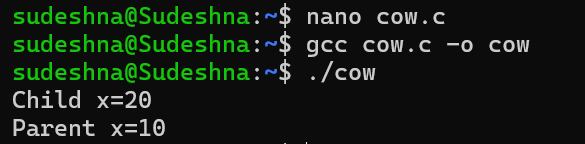 sudeshna@Sudeshna:~$ nano cow.c
sudeshna@Sudeshna:~$ gcc cow.c -o cow
sudeshna@Sudeshna:~$ ./cow
Child x=20
Parent x=10